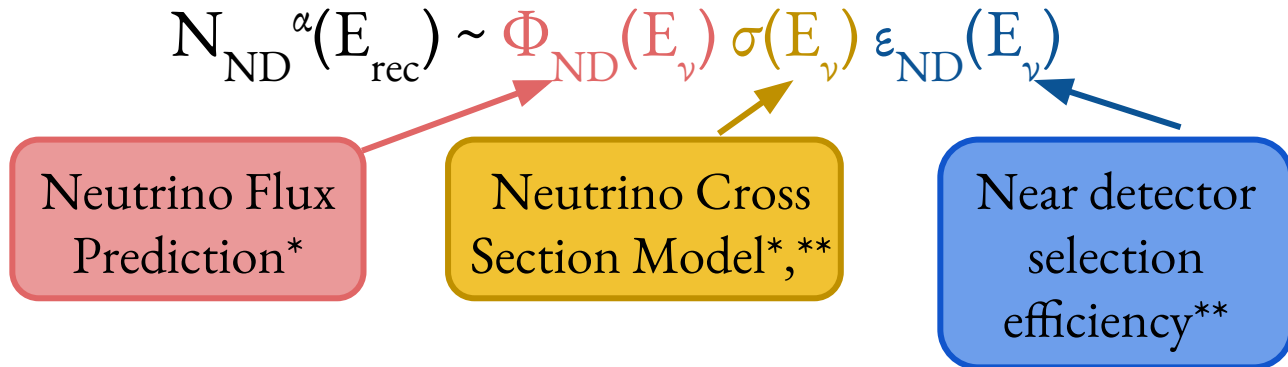 N_ND^α(E_rec) ~ Φ_ND(E_ν) σ(E_ν) ε_ND(E_ν)
Neutrino Flux
Prediction*
Neutrino Cross
Section Model*,**
Near detector
selection
efficiency**